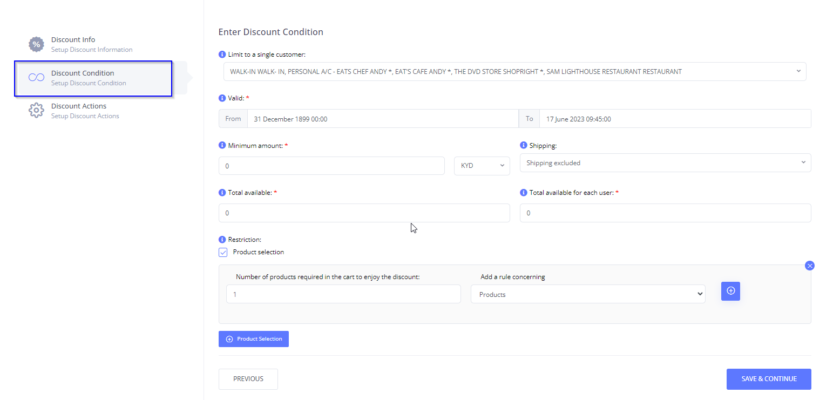 Discount Info
Setup Discount Information
Discount Condition
Setup Discount Condition
Discount Actions
Setup Discount Actions
Enter Discount Condition
Limit to a single customer:
WALK-IN WALK- IN, PERSONAL A/C - EATS CHEF ANDY *, EAT'S CAFE ANDY *, THE DVD STORE SHOPRIGHT *, SAM LIGHTHOUSE RESTAURANT RESTAURANT
Valid: *
From 31 December 1899 00:00 To 17 June 2023 09:45:00
Minimum amount: * Shipping:
0 KYD Shipping excluded
Total available: * Total available for each user: *
0 0
Restriction:
Product selection
Number of products required in the cart to enjoy the discount: Add a rule concerning
1 Products
Product Selection
PREVIOUS SAVE & CONTINUE